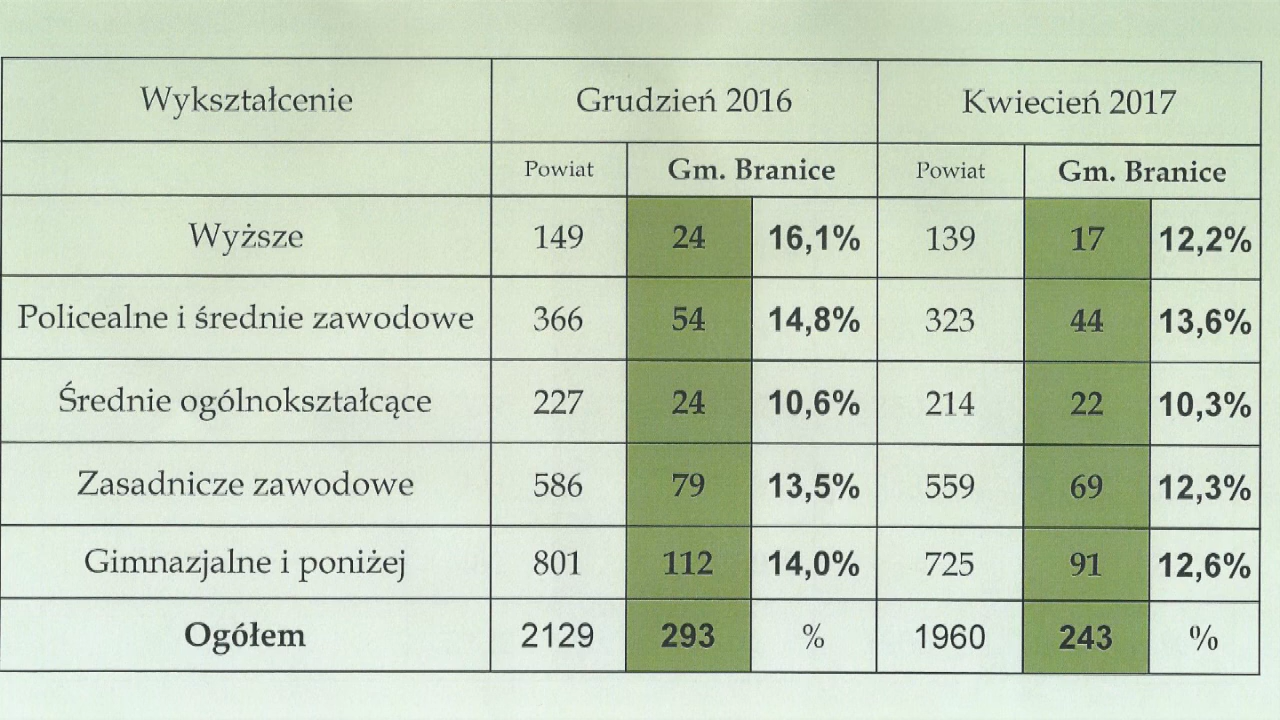 Wykształcenie Grudzień 2016 Kwiecień 2017
Powiat Gm. Branice Powiat Gm. Branice
Wyższe 149 24 16,1% 139 17 12,2%
Policealne i średnie zawodowe 366 54 14,8% 323 44 13,6%
Średnie ogólnokształcące 227 24 10,6% 214 22 10,3%
Zasadnicze zawodowe 586 79 13,5% 559 69 12,3%
Gimnazjalne i poniżej 801 112 14,0% 725 91 12,6%
Ogółem 2129 293 % 1960 243 %